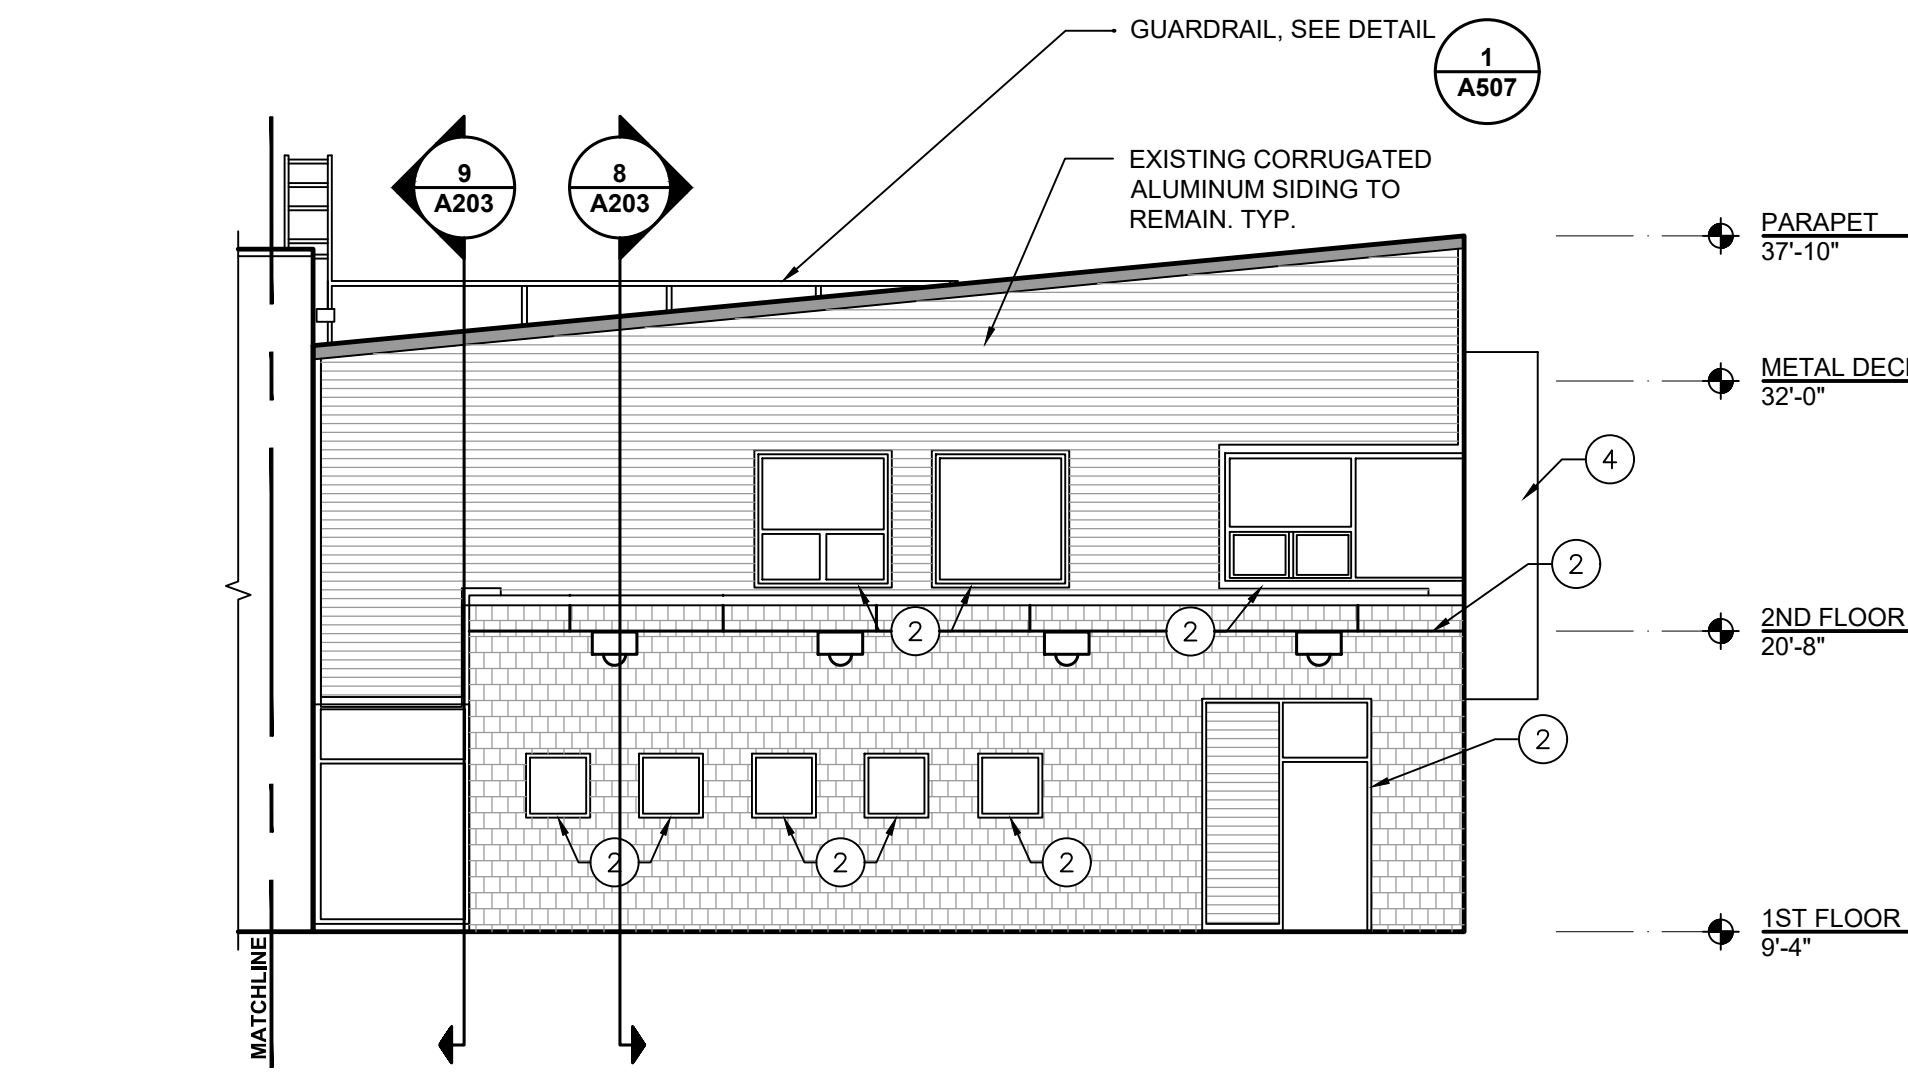 GUARDRAIL, SEE DETAIL
1
A507
EXISTING CORRUGATED
ALUMINUM SIDING TO
REMAIN. TYP.
9
A203
8
A203
PARAPET
37'-10"
METAL DEC
32'-0"
4
2
2ND FLOOR
20'-8"
2
2
2
2
2
2
1ST FLOOR
9'-4"
MATCHLINE